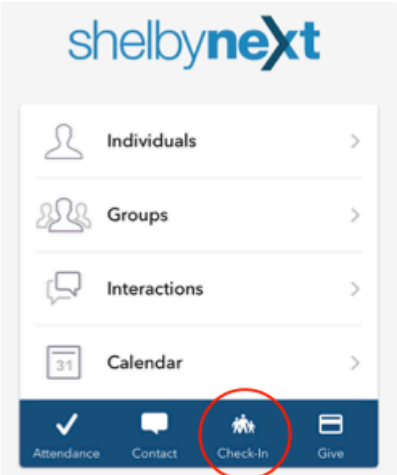 shelbynext
Individuals
Groups
Interactions
31 Calendar
Attendance Contact Check-In Give